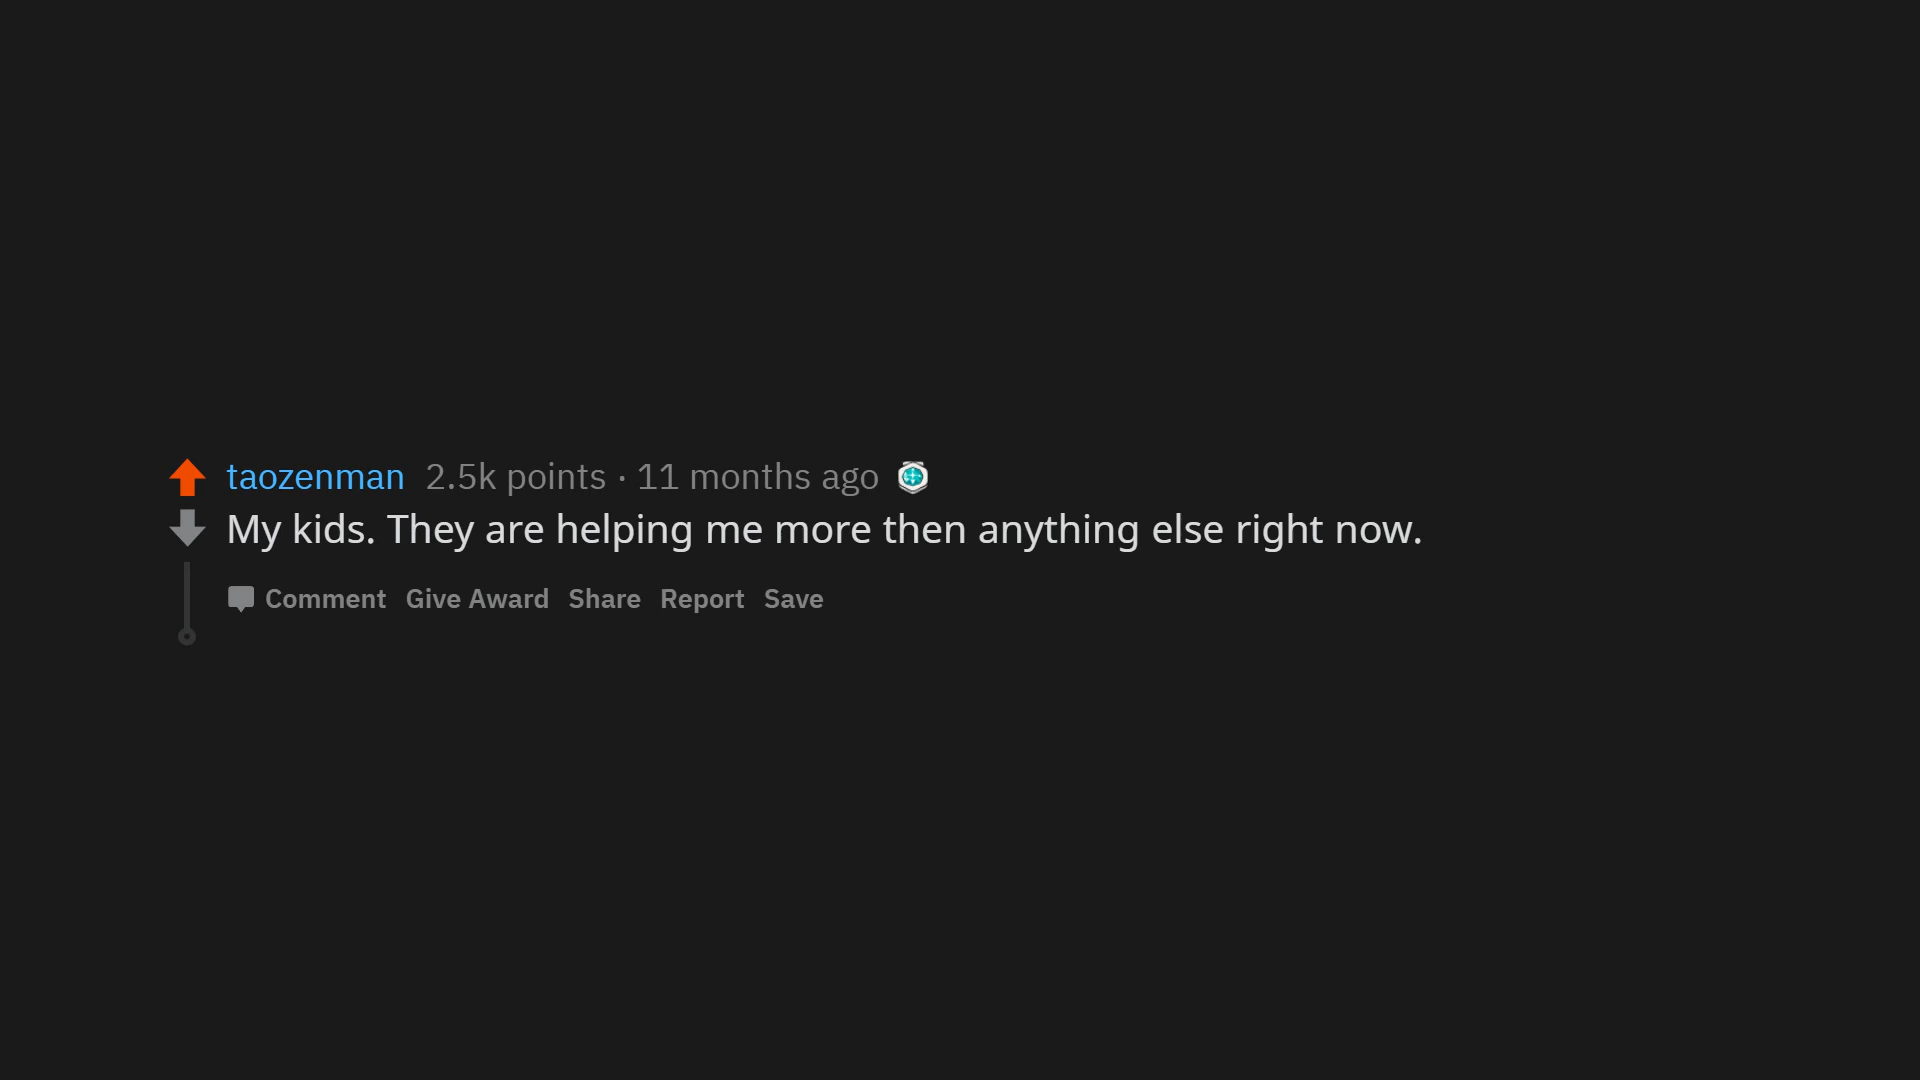 taozenman 2.5k points · 11 months ago
My kids. They are helping me more then anything else right now.
Comment Give Award Share Report Save